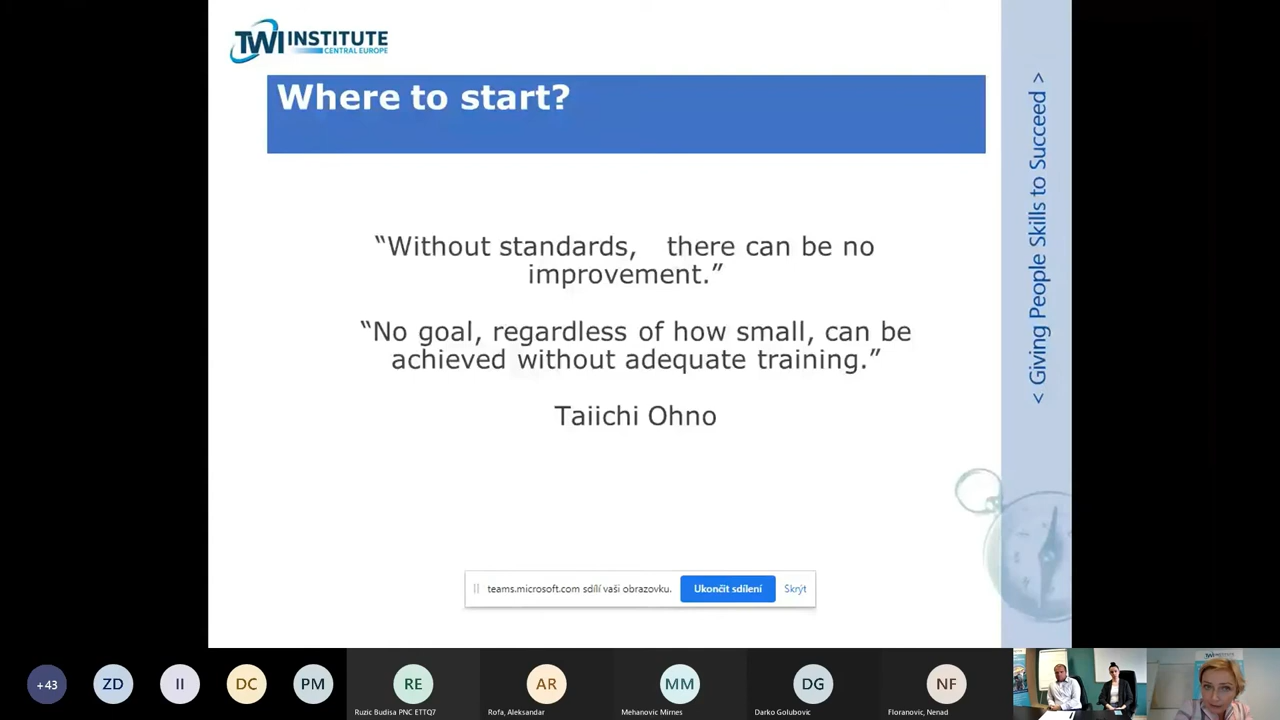 TWI INSTITUTE
CENTRAL EUROPE
Where to start?
“Without standards, there can be no
improvement.”
“No goal, regardless of how small, can be
achieved without adequate training.”
Taiichi Ohno
< Giving People Skills to Succeed >
teams.microsoft.com sdílí vaši obrazovku.
Ukončit sdílení
Skrýt
+43
ZD
II
DC
PM
RE
Ruzic Budisa PNC ETTQ7
AR
Rofa, Aleksandar
MM
Mehanovic Mirnes
DG
Darko Golubovic
NF
Floranovic, Nenad
TWI INSTITUTE